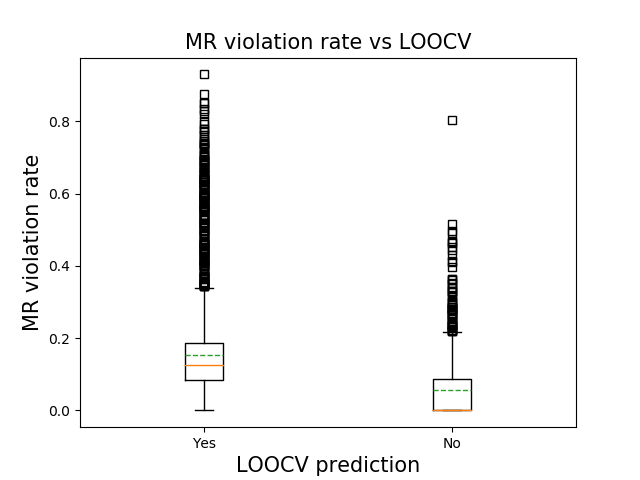 MR violation rate vs LOOCV
MR violation rate
0.8
0.6
0.4
0.2
0.0
Yes
No
LOOCV prediction